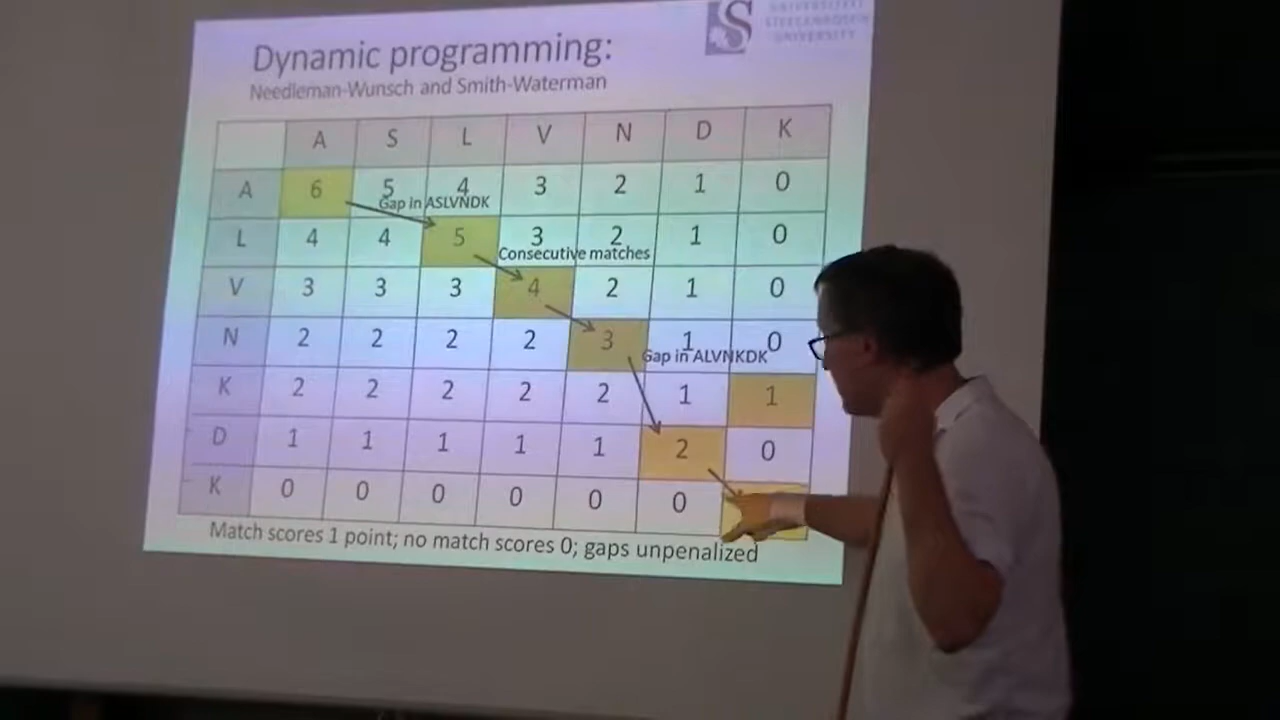 UNIVERSITEIT
STELLENBOSCH
UNIVERSITY
Dynamic programming:
Needleman-Wunsch and Smith-Waterman
A S L V N D K
A 6 5 4 3 2 1 0
Gap in ASLVNDK
L 4 4 5 3 2 1 0
Consecutive matches
V 3 3 3 4 2 1 0
N 2 2 2 2 3 1 0
Gap in ALVNKDK
K 2 2 2 2 2 1 1
D 1 1 1 1 1 2 0
K 0 0 0 0 0 0
Match scores 1 point; no match scores 0; gaps unpenalized